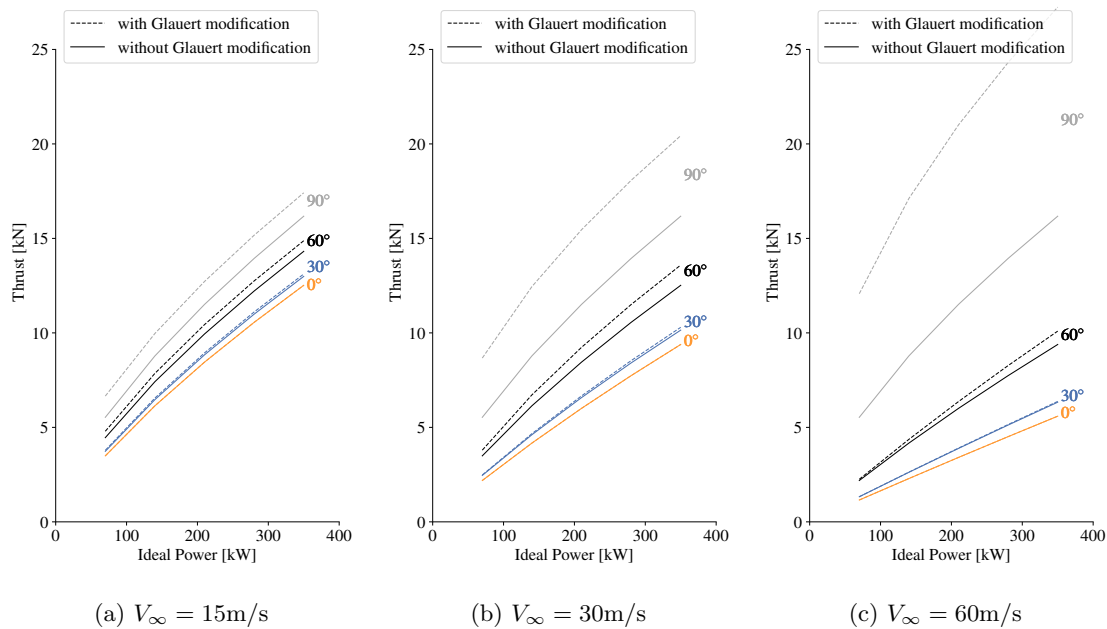 with Glauert modification
without Glauert modification
25
20
15
10
5
0
Thrust [kN]
90°
60°
30°
0°
0 100 200 300 400
Ideal Power [kW]
(a) V∞ = 15m/s
with Glauert modification
without Glauert modification
25
20
15
10
5
0
Thrust [kN]
90°
60°
30°
0°
0 100 200 300 400
Ideal Power [kW]
(b) V∞ = 30m/s
with Glauert modification
without Glauert modification
25
20
15
10
5
0
Thrust [kN]
90°
60°
30°
0°
0 100 200 300 400
Ideal Power [kW]
(c) V∞ = 60m/s